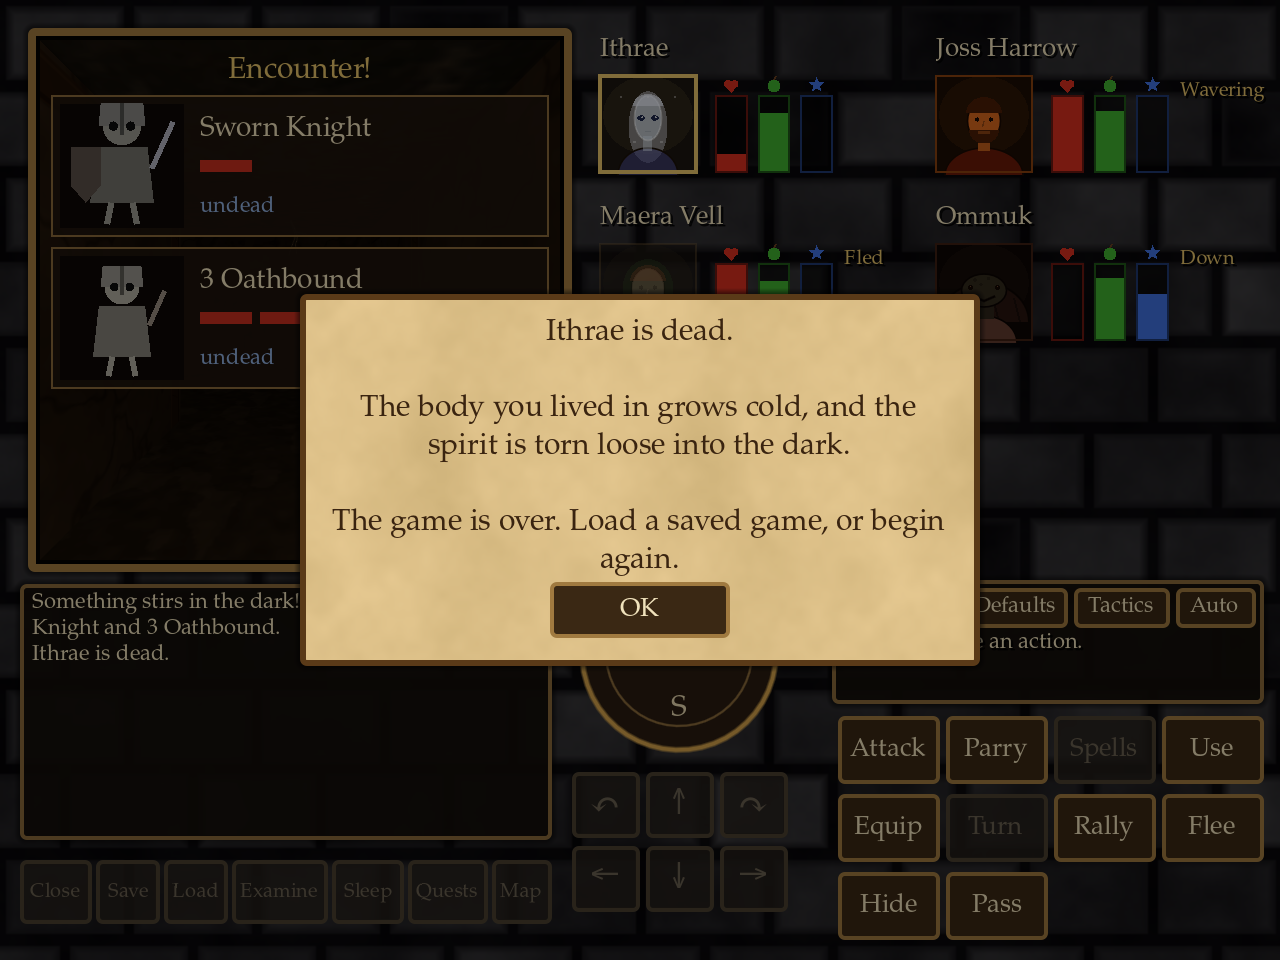 Encounter!
Sworn Knight
undead
3 Oathbound
undead
Ithrae
Joss Harrow
Wavering
Maera Vell
Fled
Ommuk
Down
Ithrae is dead.
The body you lived in grows cold, and the
spirit is torn loose into the dark.
The game is over. Load a saved game, or begin
again.
OK
Something stirs in the dark!
Knight and 3 Oathbound.
Ithrae is dead.
S
Defaults Tactics Auto
an action.
Attack Parry Spells Use
Equip Turn Rally Flee
Hide Pass
Close Save Load Examine Sleep Quests Map